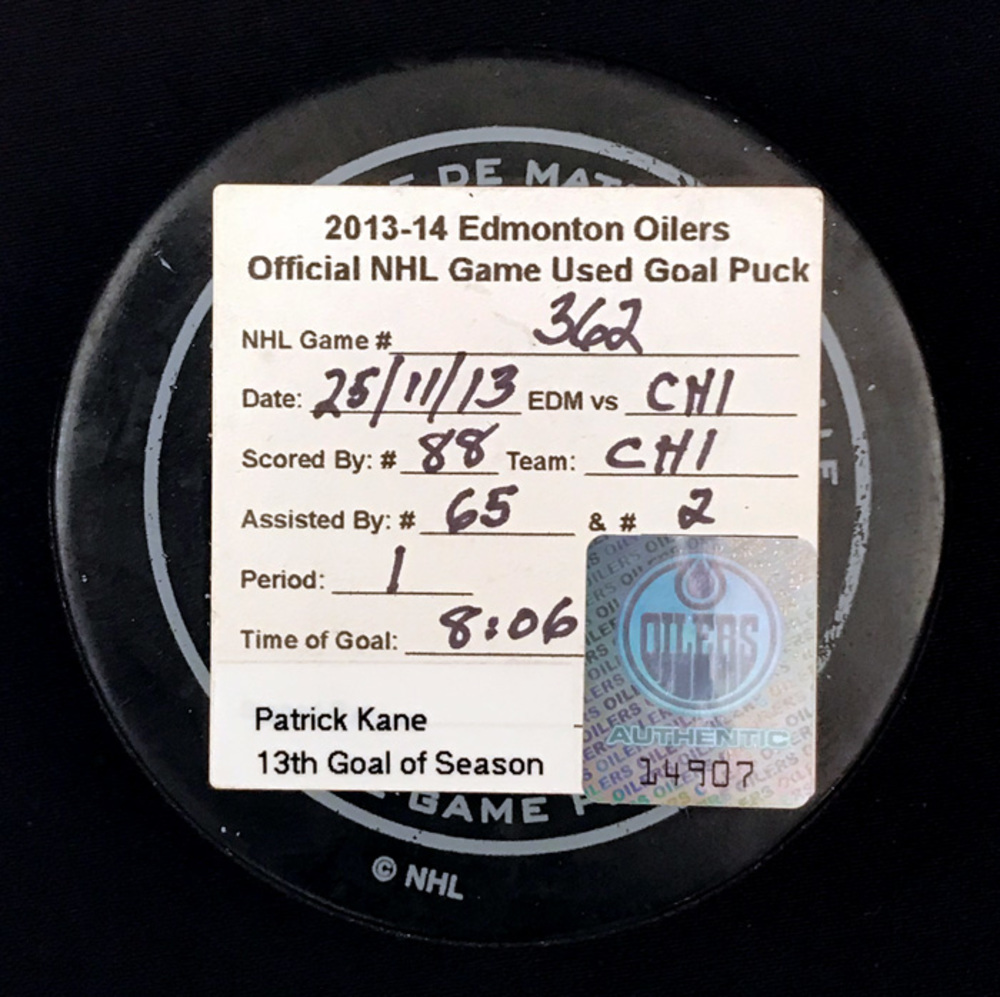 DE MAT
2013-14 Edmonton Oilers
Official NHL Game Used Goal Puck
NHL Game # 362
Date: 25/11/13 EDM vs CHI
Scored By: # 88 Team: CHI
Assisted By: # 65 & # 2
Period: 1
Time of Goal: 8:06
Patrick Kane
13th Goal of Season
OILERS
AUTHENTIC
14907
GAME
© NHL